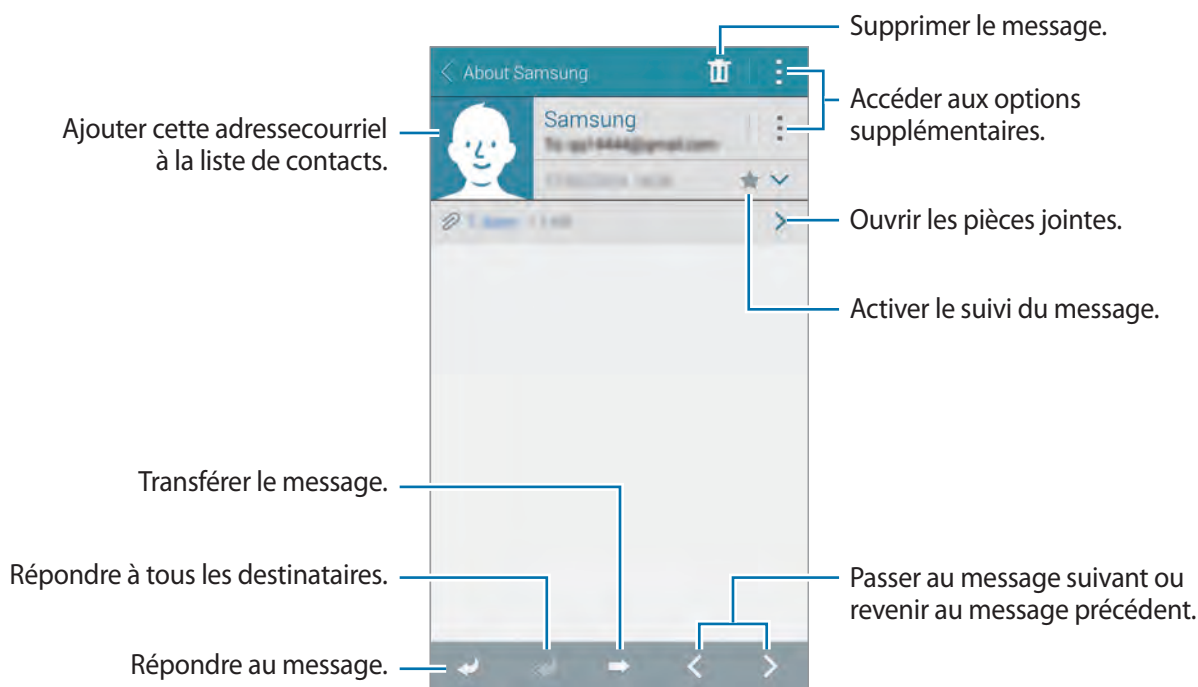 Supprimer le message.
About Samsung
Accéder aux options
supplémentaires.
Ajouter cette adressecourriel
à la liste de contacts.
Samsung
Ouvrir les pièces jointes.
Activer le suivi du message.
Transférer le message.
Répondre à tous les destinataires.
Passer au message suivant ou
revenir au message précédent.
Répondre au message.